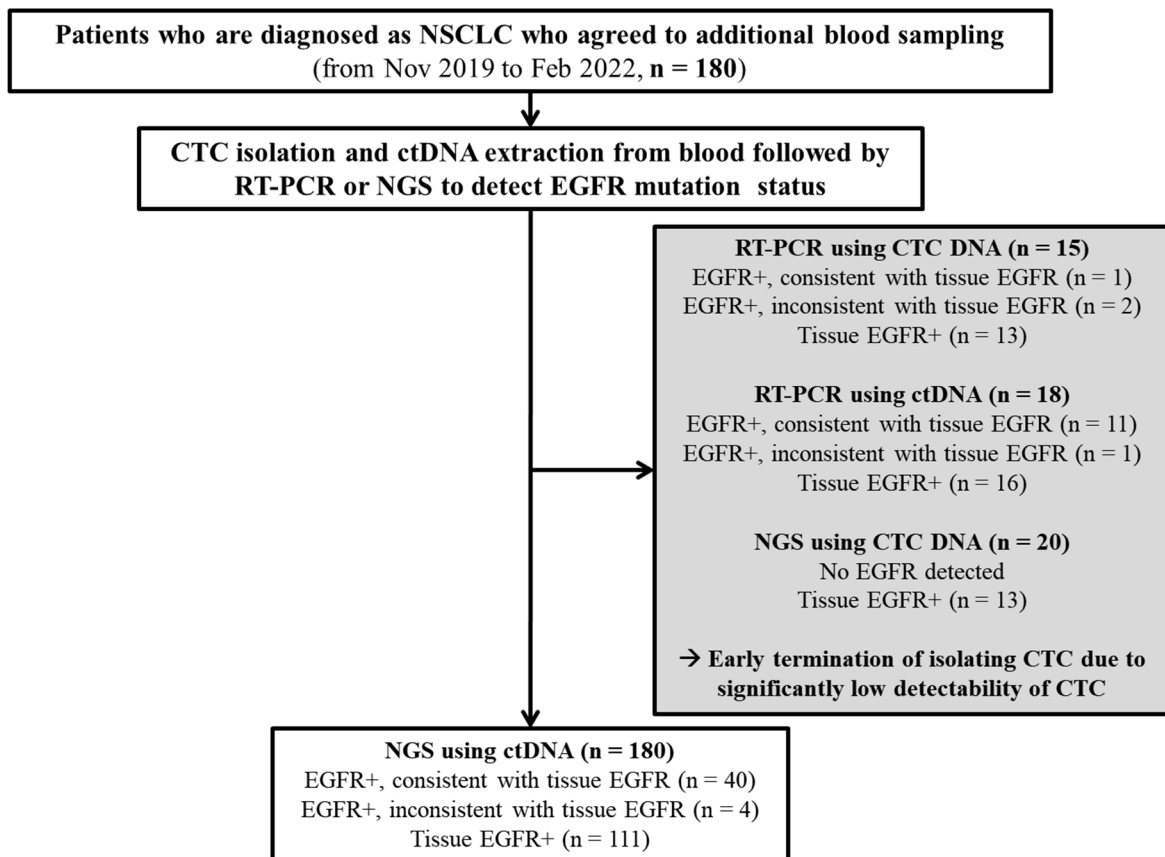 Patients who are diagnosed as NSCLC who agreed to additional blood sampling
(from Nov 2019 to Feb 2022, n = 180)
CTC isolation and ctDNA extraction from blood followed by
RT-PCR or NGS to detect EGFR mutation status
RT-PCR using CTC DNA (n = 15)
EGFR+, consistent with tissue EGFR (n = 1)
EGFR+, inconsistent with tissue EGFR (n = 2)
Tissue EGFR+ (n = 13)
RT-PCR using ctDNA (n = 18)
EGFR+, consistent with tissue EGFR (n = 11)
EGFR+, inconsistent with tissue EGFR (n = 1)
Tissue EGFR+ (n = 16)
NGS using CTC DNA (n = 20)
No EGFR detected
Tissue EGFR+ (n = 13)
→ Early termination of isolating CTC due to
significantly low detectability of CTC
NGS using ctDNA (n = 180)
EGFR+, consistent with tissue EGFR (n = 40)
EGFR+, inconsistent with tissue EGFR (n = 4)
Tissue EGFR+ (n = 111)